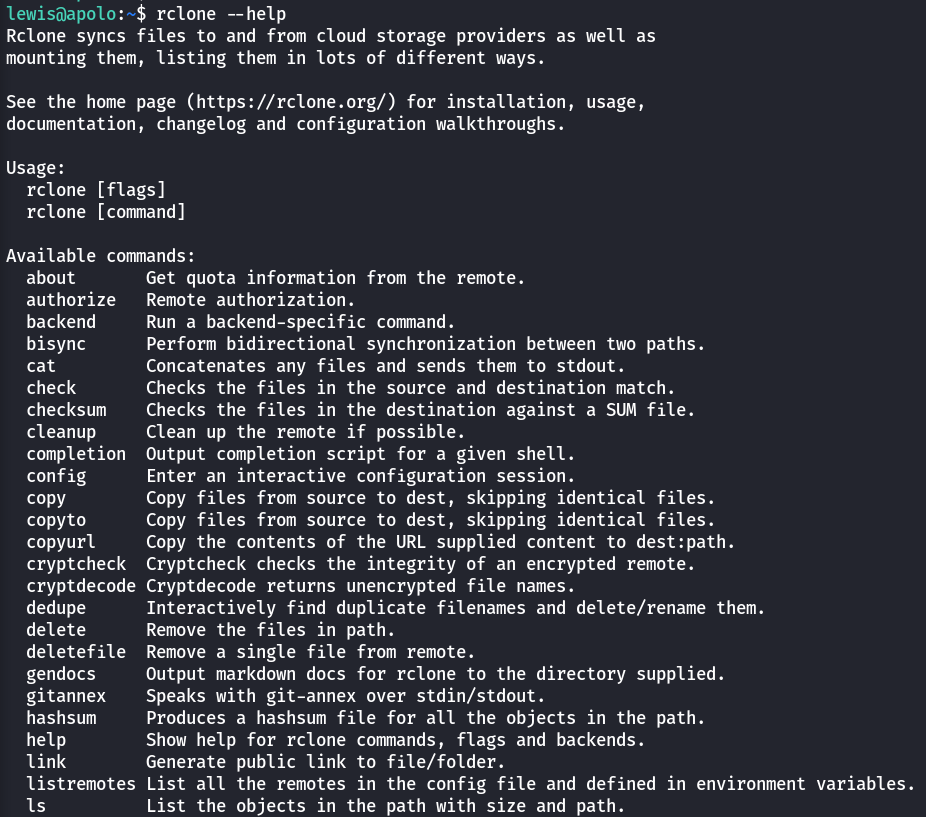 lewis@apolo:~$ rclone --help
Rclone syncs files to and from cloud storage providers as well as
mounting them, listing them in lots of different ways.

See the home page (https://rclone.org/) for installation, usage,
documentation, changelog and configuration walkthroughs.

Usage:
  rclone [flags]
  rclone [command]

Available commands:
  about       Get quota information from the remote.
  authorize   Remote authorization.
  backend     Run a backend-specific command.
  bisync      Perform bidirectional synchronization between two paths.
  cat         Concatenates any files and sends them to stdout.
  check       Checks the files in the source and destination match.
  checksum    Checks the files in the destination against a SUM file.
  cleanup     Clean up the remote if possible.
  completion  Output completion script for a given shell.
  config      Enter an interactive configuration session.
  copy        Copy files from source to dest, skipping identical files.
  copyto      Copy files from source to dest, skipping identical files.
  copyurl     Copy the contents of the URL supplied content to dest:path.
  cryptcheck  Cryptcheck checks the integrity of an encrypted remote.
  cryptdecode Cryptdecode returns unencrypted file names.
  dedupe      Interactively find duplicate filenames and delete/rename them.
  delete      Remove the files in path.
  deletefile  Remove a single file from remote.
  gendocs     Output markdown docs for rclone to the directory supplied.
  gitannex    Speaks with git-annex over stdin/stdout.
  hashsum     Produces a hashsum file for all the objects in the path.
  help        Show help for rclone commands, flags and backends.
  link        Generate public link to file/folder.
  listremotes List all the remotes in the config file and defined in environment variables.
  ls          List the objects in the path with size and path.